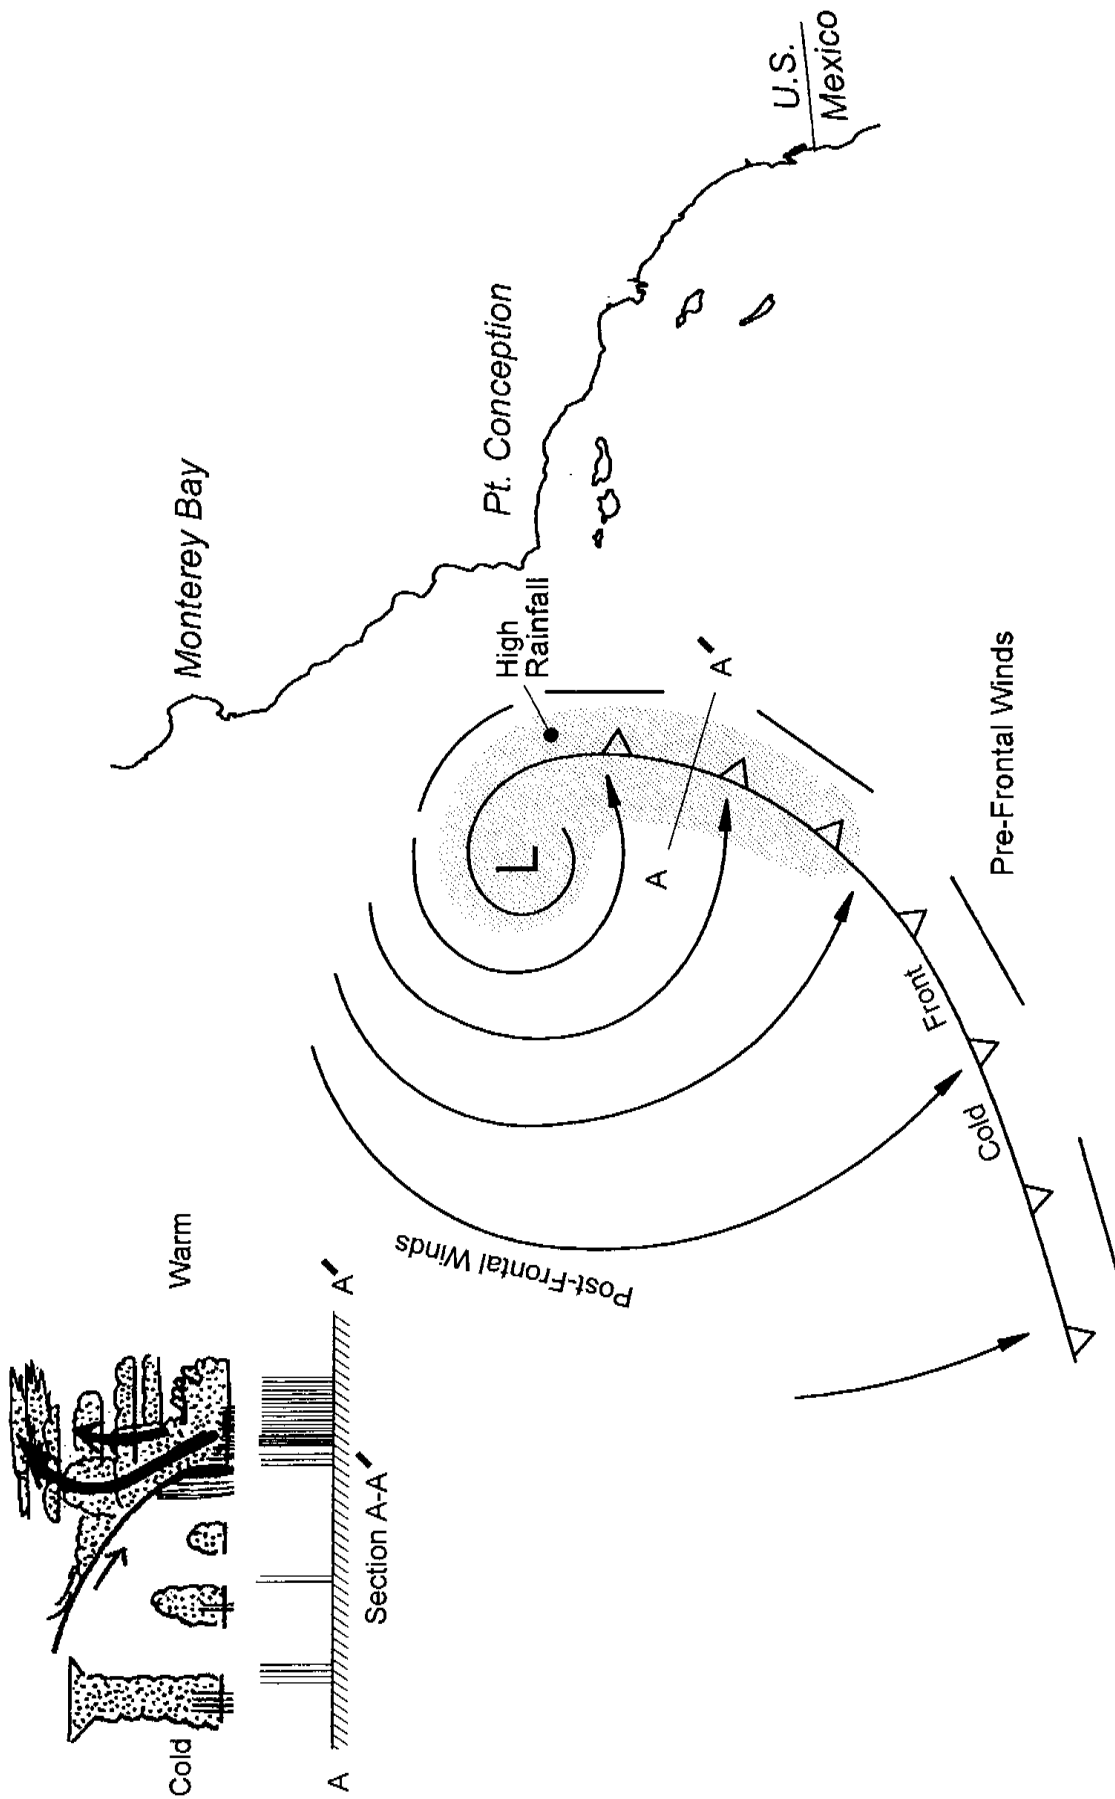 Cold
Warm
A
A'
Section A-A'
Monterey Bay
Pt. Conception
U.S.
Mexico
High
Rainfall
L
A
A'
Post-Frontal Winds
Cold Front
Pre-Frontal Winds